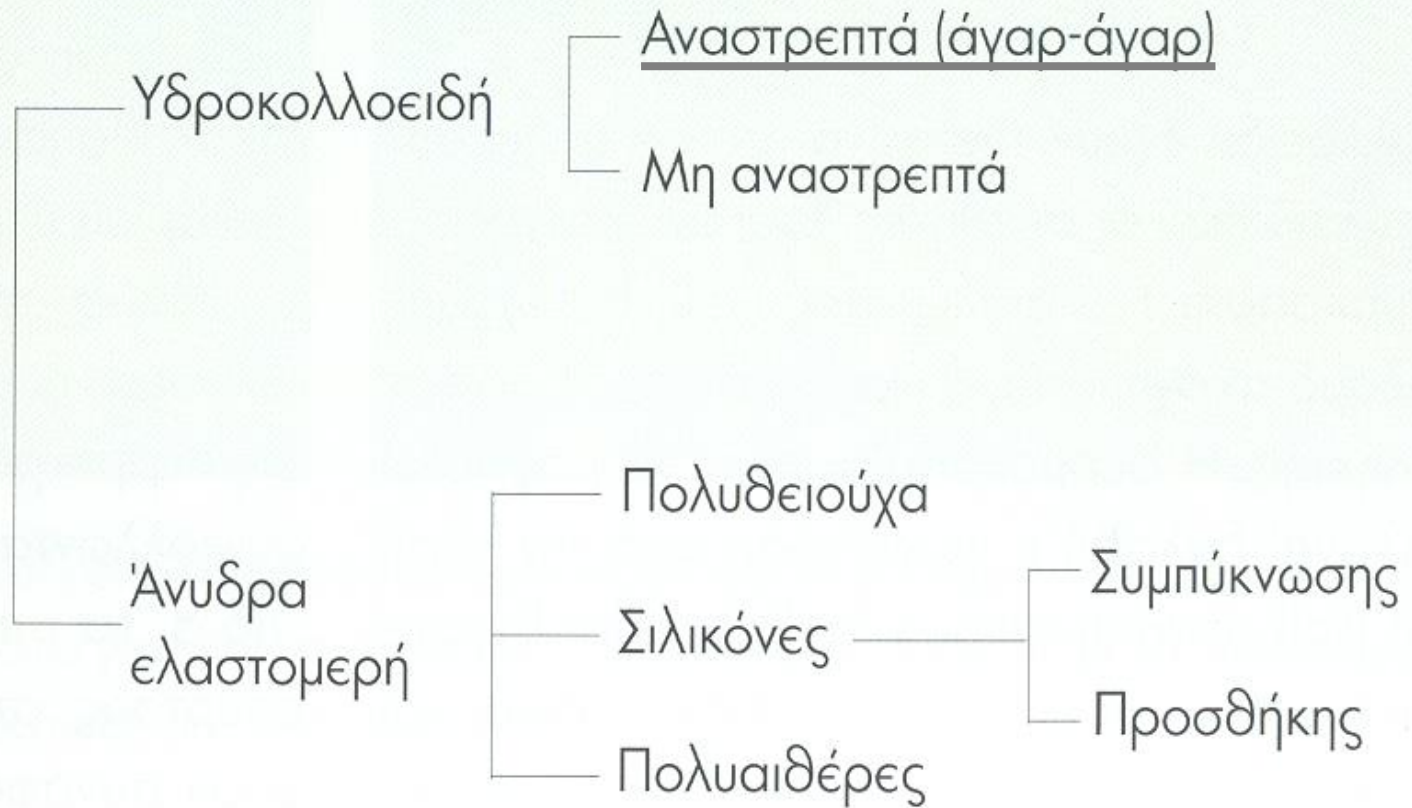 Υδροκολλοειδή
Αναστρεπτά (άγαρ-άγαρ)
Μη αναστρεπτά
Άνυδρα
ελαστομερή
Πολυθειούχα
Σιλικόνες
Συμπύκνωσης
Προσθήκης
Πολυαιθέρες